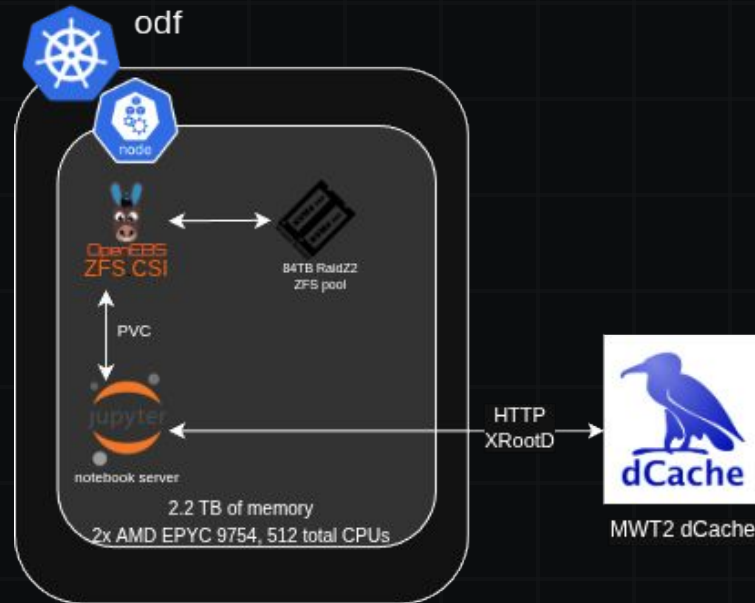 odf
node
OpenEBS
ZFS CSI
84TB RaidZ2
ZFS pool
PVC
jupyter
notebook server
HTTP
XRootD
dCache
MWT2 dCache
2.2 TB of memory
2x AMD EPYC 9754, 512 total CPUs